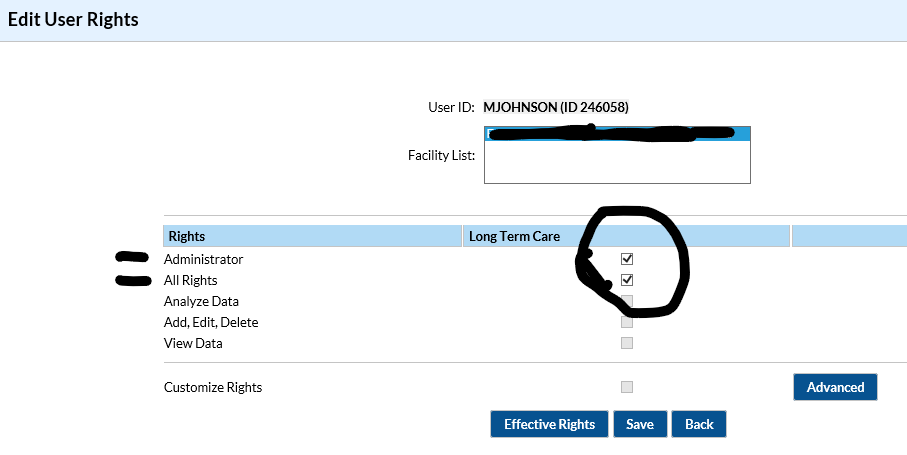 Edit User Rights
User ID: MJOHNSON (ID 246058)
Facility List:
Rights Long Term Care
Administrator
All Rights
Analyze Data
Add, Edit, Delete
View Data
Customize Rights Advanced
Effective Rights Save Back